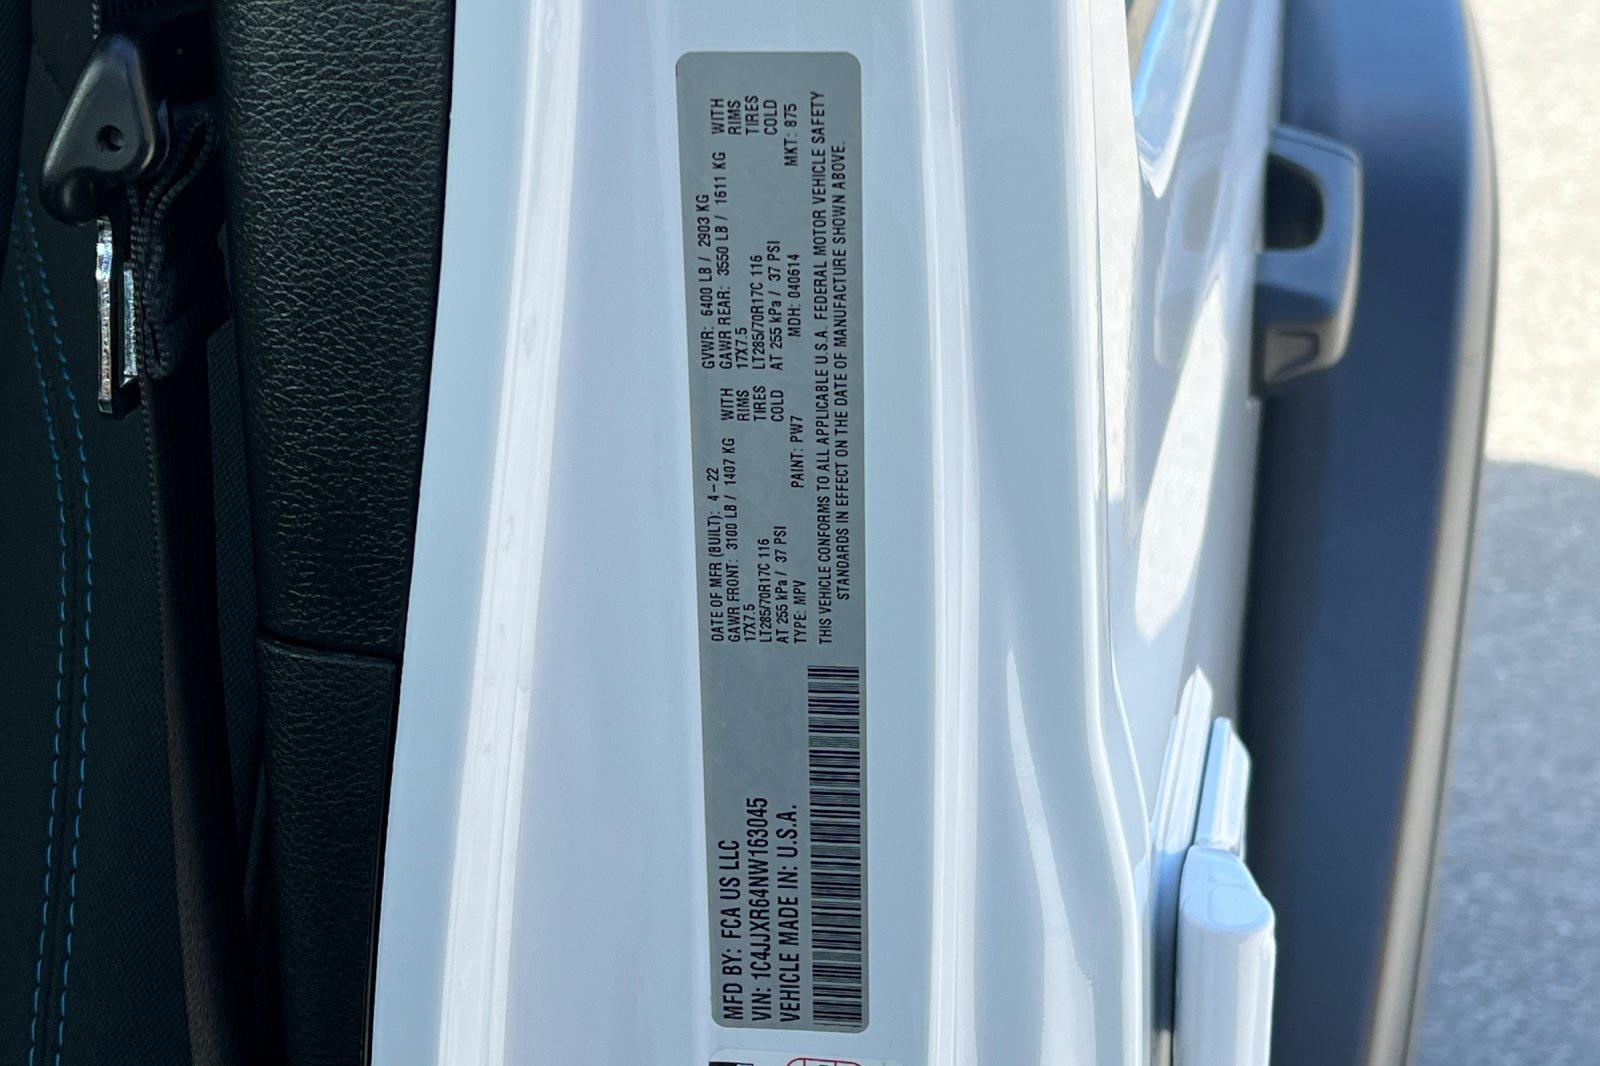 MFD BY: FCA US LLC
VIN: 1C4JJXR64NW163045
VEHICLE MADE IN: U.S.A.
DATE OF MFR (BUILT): 4-22 GVWR: 6400 LB / 2903 KG
GAWR FRONT: 3100 LB / 1407 KG WITH GAWR REAR: 3550 LB / 1611 KG WITH
17X7.5 RIMS 17X7.5 RIMS
LT285/70R17C 116 TIRES LT285/70R17C 116 TIRES
AT 255 kPa / 37 PSI COLD AT 255 kPa / 37 PSI COLD
TYPE: MPV PAINT: PW7 MDH: 040614 MKT: 875
THIS VEHICLE CONFORMS TO ALL APPLICABLE U.S.A. FEDERAL MOTOR VEHICLE SAFETY
STANDARDS IN EFFECT ON THE DATE OF MANUFACTURE SHOWN ABOVE.